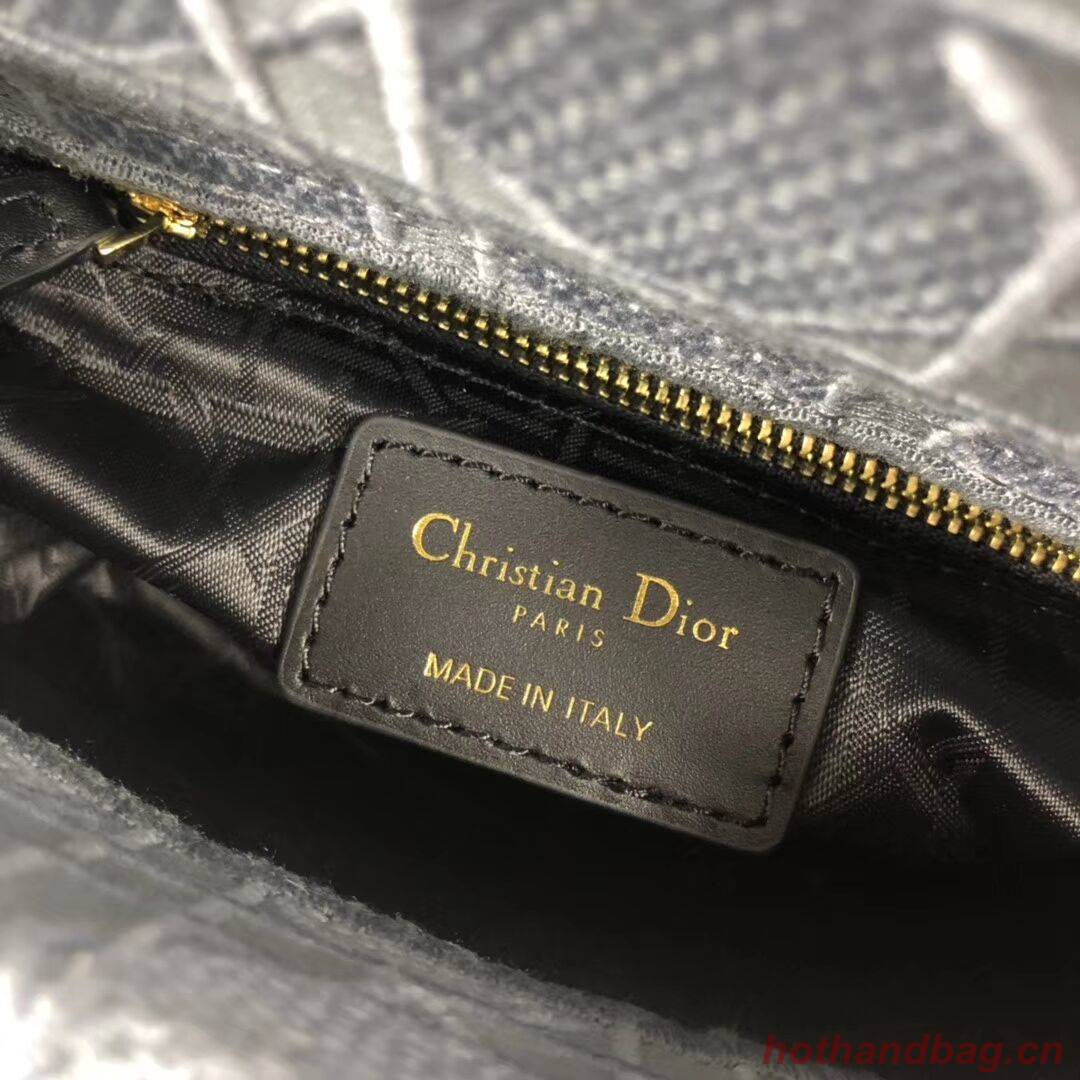 Christian Dior
PARIS
MADE IN ITALY
hothandbag.cn